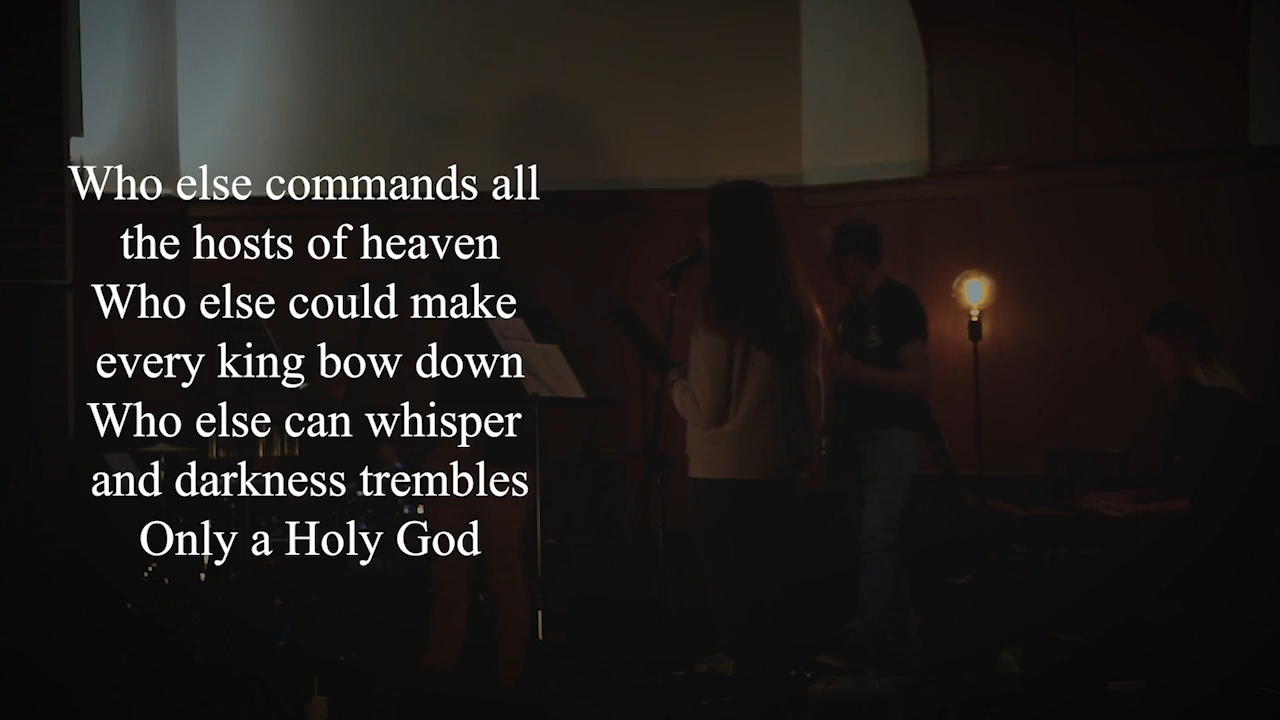 Who else commands all
the hosts of heaven
Who else could make
every king bow down
Who else can whisper
and darkness trembles
Only a Holy God